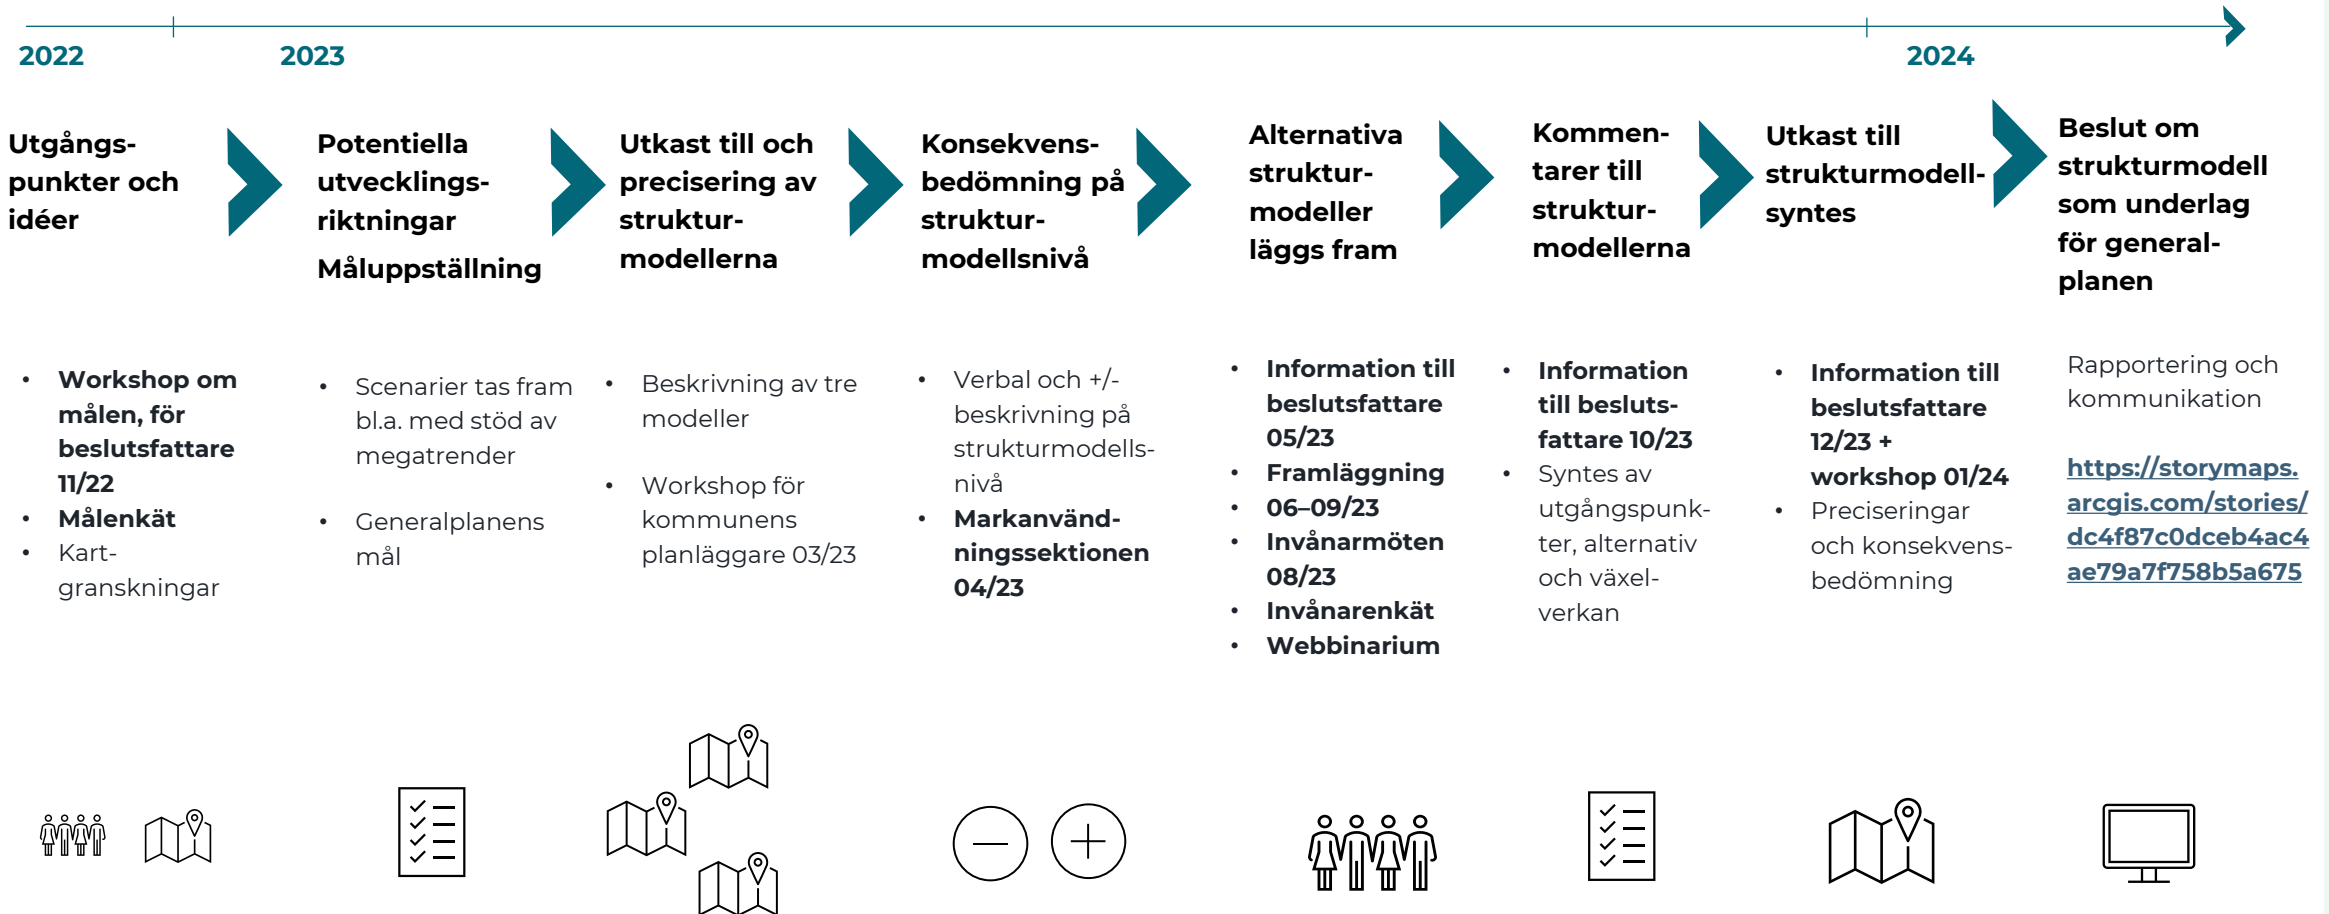 2022
2023
2024
Utgångs-
punkter och
idéer
Potentiella
utvecklings-
riktningar
Måluppställning
Utkast till och
precisering av
struktur-
modellerna
Konsekvens-
bedömning på
struktur-
modellsnivå
Alternativa
struktur-
modeller
läggs fram
Kommen-
tarer till
struktur-
modellerna
Utkast till
strukturmodell-
syntes
Beslut om
strukturmodell
som underlag
för general-
planen
• Workshop om
målen, för
beslutsfattare
11/22
• Målenkät
• Kart-
granskningar
• Scenarier tas fram
bl.a. med stöd av
megatrender
• Generalplanens
mål
• Beskrivning av tre
modeller
• Workshop för
kommunens
planläggare 03/23
• Verbal och +/-
beskrivning på
strukturmodells-
nivå
• Markanvänd-
ningssektionen
04/23
• Information till
beslutsfattare
05/23
• Framläggning
• 06–09/23
• Invånarmöten
08/23
• Invånarenkät
• Webbinarium
• Information
till besluts-
fattare 10/23
• Syntes av
utgångspunk-
ter, alternativ
och växel-
verkan
• Information till
beslutsfattare
12/23 +
workshop 01/24
• Preciseringar
och konsekvens-
bedömning
Rapportering och
kommunikation
https://storymaps.
arcgis.com/stories/
dc4f87c0dceb4ac4
ae79a7f758b5a675